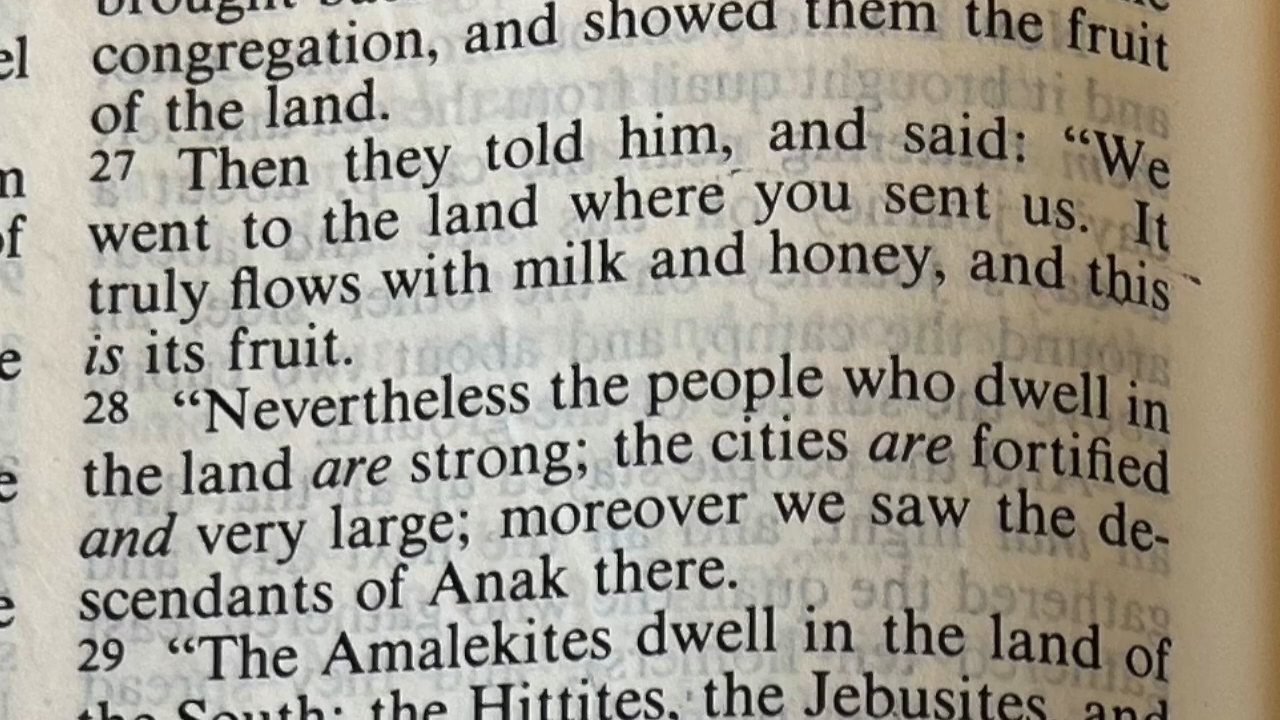 congregation, and showed them the fruit
of the land.
27 Then they told him, and said: “We
went to the land where you sent us. It
truly flows with milk and honey, and this
is its fruit.
28 “Nevertheless the people who dwell in
the land are strong; the cities are fortified
and very large; moreover we saw the de-
scendants of Anak there.
29 “The Amalekites dwell in the land of
the South; the Hittites, the Jebusites, and